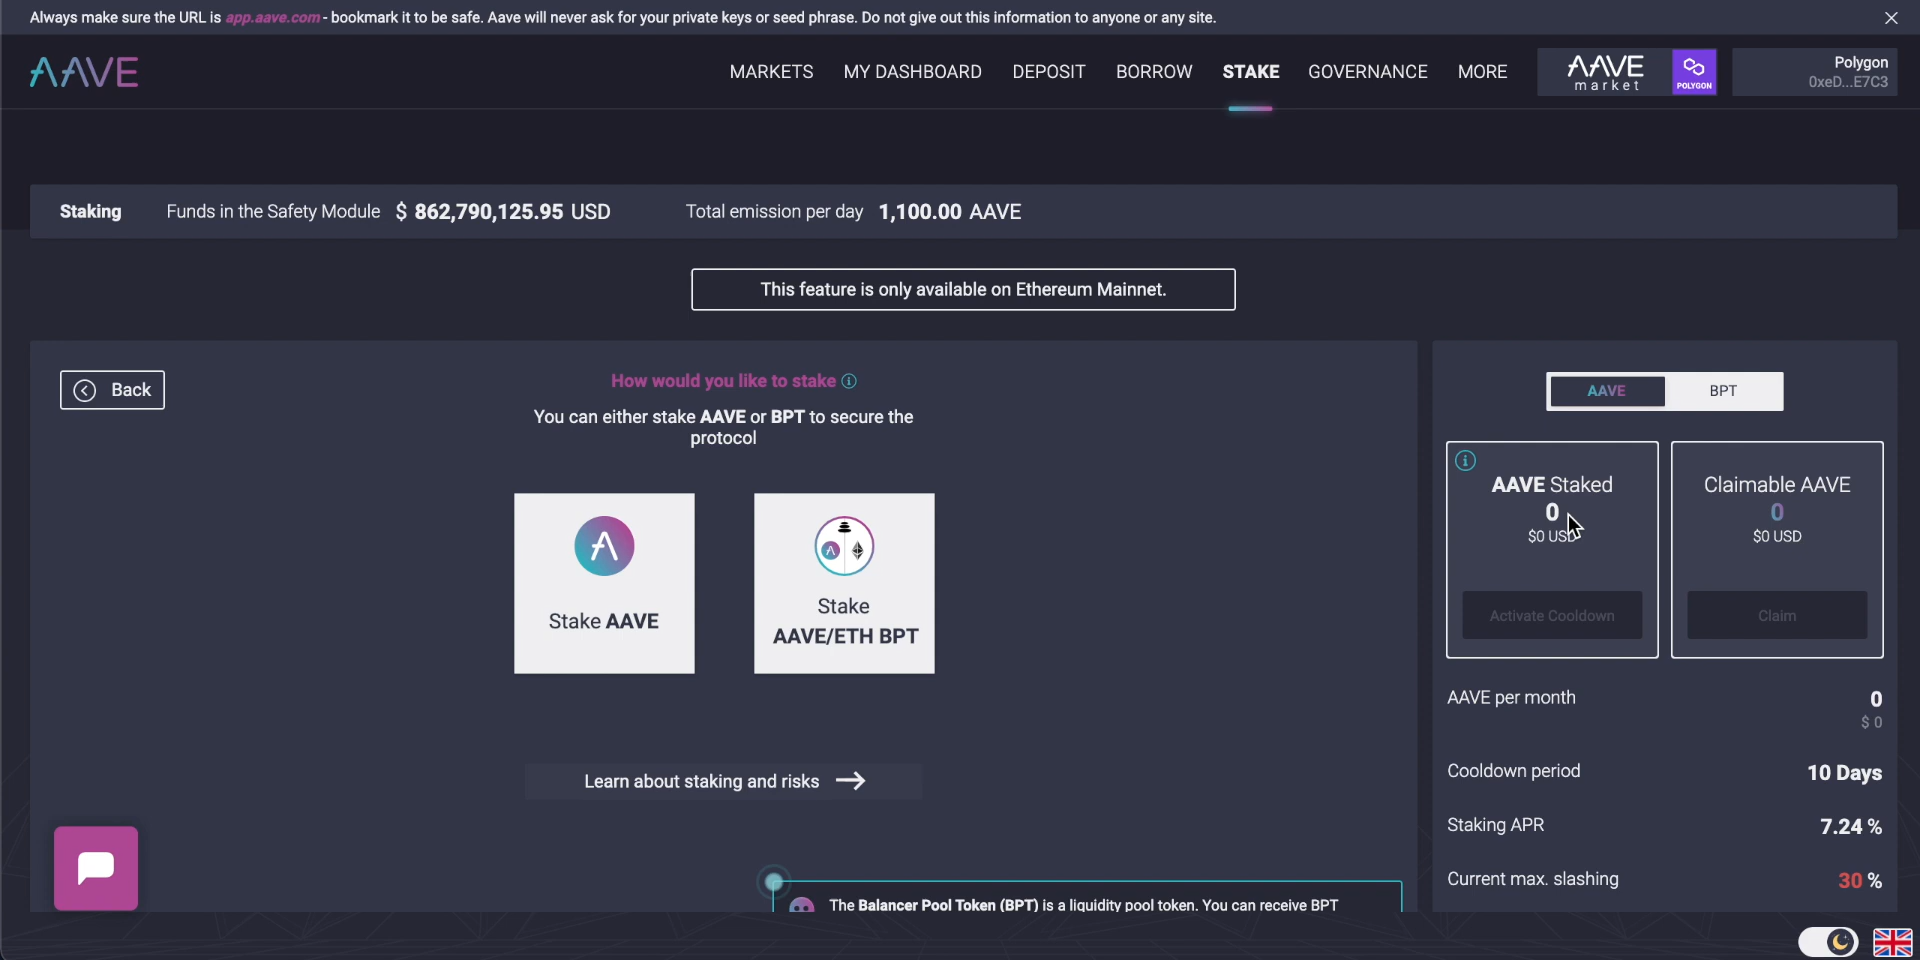 Always make sure the URL is app.aave.com - bookmark it to be safe. Aave will never ask for your private keys or seed phrase. Do not give out this information to anyone or any site.
AAVE
MARKETS
MY DASHBOARD
DEPOSIT
BORROW
STAKE
GOVERNANCE
MORE
AAVE
market
POLYGON
Polygon
0xeD...E7C3
Staking
Funds in the Safety Module $ 862,790,125.95 USD
Total emission per day 1,100.00 AAVE
This feature is only available on Ethereum Mainnet.
Back
How would you like to stake
You can either stake AAVE or BPT to secure the
protocol
Stake AAVE
Stake
AAVE/ETH BPT
Learn about staking and risks
The Balancer Pool Token (BPT) is a liquidity pool token. You can receive BPT
AAVE
BPT
AAVE Staked
0
$0 USD
Activate Cooldown
Claimable AAVE
0
$0 USD
Claim
AAVE per month
0
$ 0
Cooldown period
10 Days
Staking APR
7.24 %
Current max. slashing
30 %